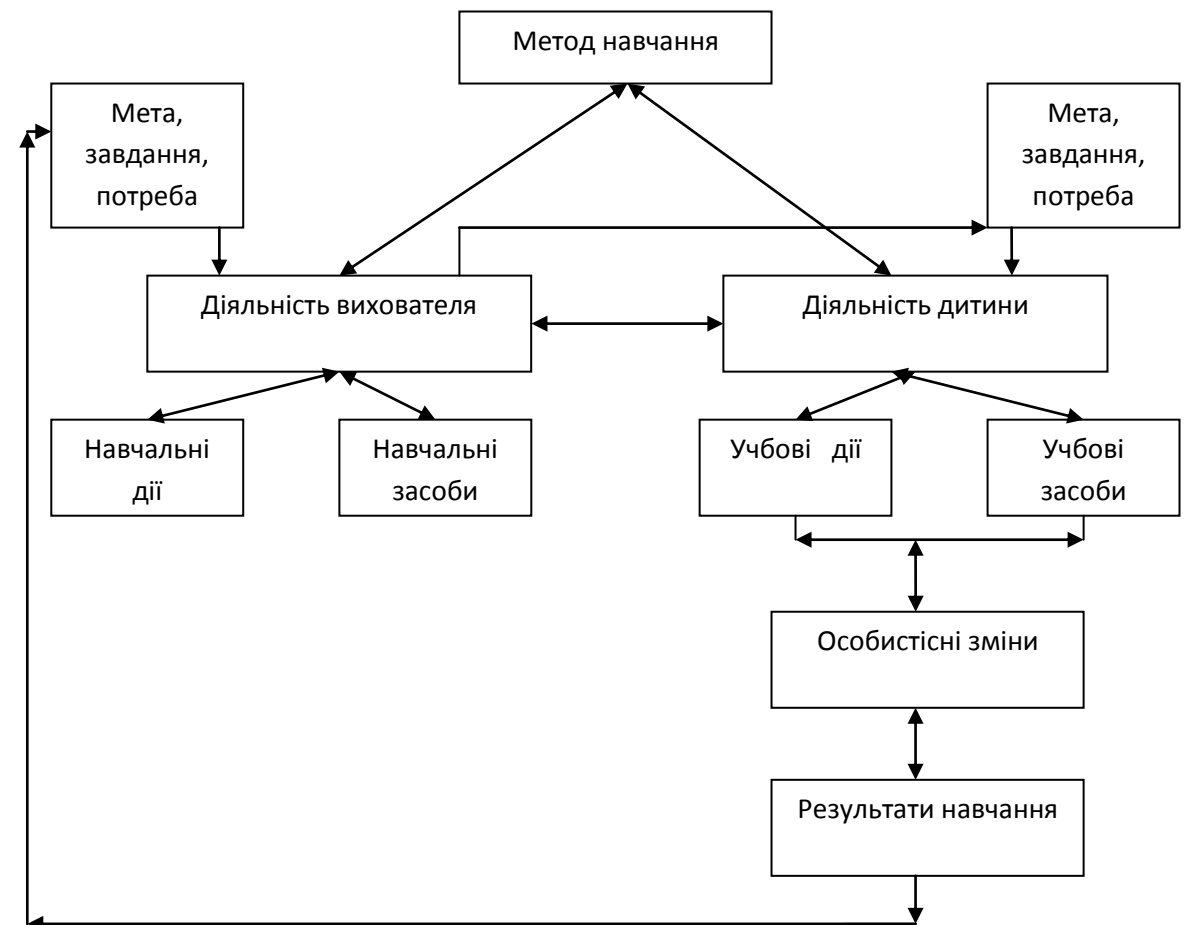 Метод навчання
Мета,
завдання,
потреба
Мета,
завдання,
потреба
Діяльність вихователя
Діяльність дитини
Навчальні
дії
Навчальні
засоби
Учбові дії
Учбові
засоби
Особистісні зміни
Результати навчання